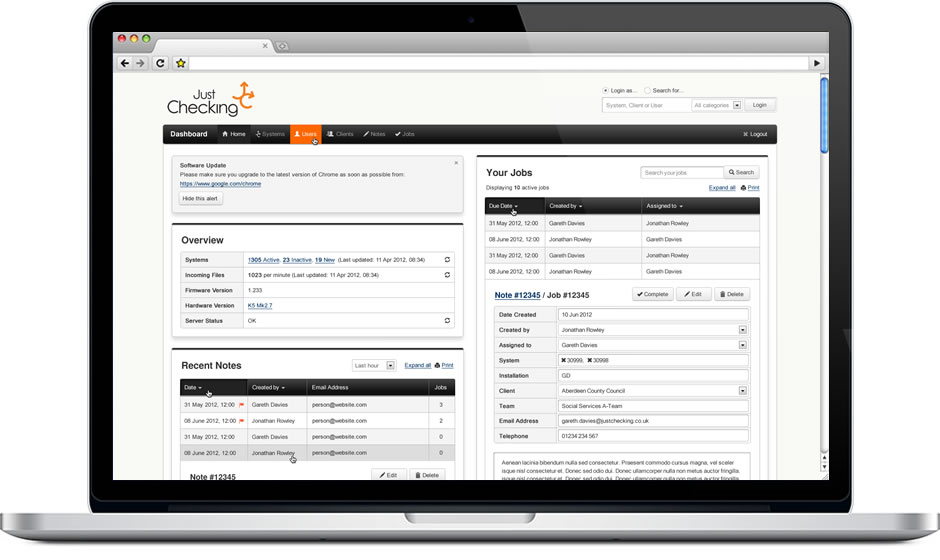 Just
Checking
Login as... Search for...
System, Client or User All categories Login
Dashboard Home Systems Users Clients Notes Jobs Logout
Software Update
Please make sure you upgrade to the latest version of Chrome as soon as possible from:
https://www.google.com/chrome
Hide this alert
Overview
Systems 1305 Active, 23 Inactive, 19 New (Last updated: 11 Apr 2012, 08:34)
Incoming Files 1023 per minute (Last updated: 11 Apr 2012, 08:34)
Firmware Version 1.233
Hardware Version K5 Mk2.7
Server Status OK
Recent Notes Last hour Expand all Print
Date Created by Email Address Jobs
31 May 2012, 12:00 Gareth Davies person@website.com 3
08 June 2012, 12:00 Jonathan Rowley person@website.com 2
31 May 2012, 12:00 Gareth Davies person@website.com 0
08 June 2012, 12:00 Jonathan Rowley person@website.com 0
Note #12345 Edit Delete
Your Jobs Search your jobs Search
Displaying 10 active jobs Expand all Print
Due Date Created by Assigned to
31 May 2012, 12:00 Gareth Davies Jonathan Rowley
08 June 2012, 12:00 Jonathan Rowley Gareth Davies
31 May 2012, 12:00 Gareth Davies Jonathan Rowley
08 June 2012, 12:00 Jonathan Rowley Gareth Davies
Note #12345 / Job #12345 Complete Edit Delete
Date Created 10 Jun 2012
Created by Jonathan Rowley
Assigned to Gareth Davies
System 30999, 30998
Installation GD
Client Aberdeen County Council
Team Social Services A-Team
Email Address gareth.davies@justchecking.co.uk
Telephone 01234 234 567
Aenean lacinia bibendum nulla sed consectetur. Praesent commodo cursus magna, vel sceler
isque nisl consectetur et. Donec sed odio dui. Donec ullamcorper nulla non metus auctor fringilla.
isque nisl consectetur et. Donec sed odio dui. Donec ullamcorper nulla non metus auctor fringilla.